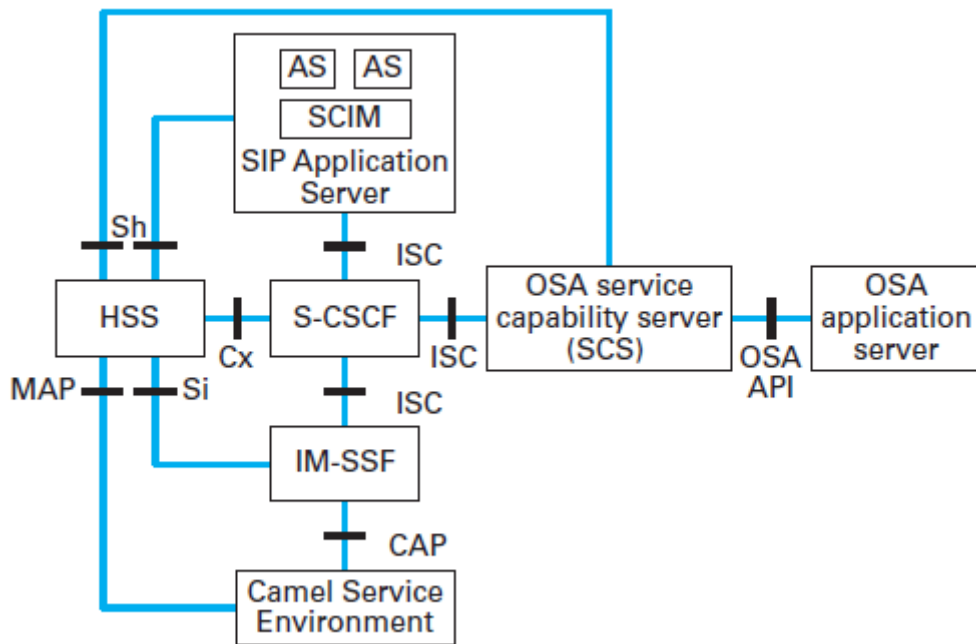 AS
AS
SCIM
SIP Application
Server
Sh
ISC
HSS
S-CSCF
OSA service
capability server
(SCS)
OSA
application
server
Cx
ISC
OSA
API
MAP
Si
ISC
IM-SSF
CAP
Camel Service
Environment